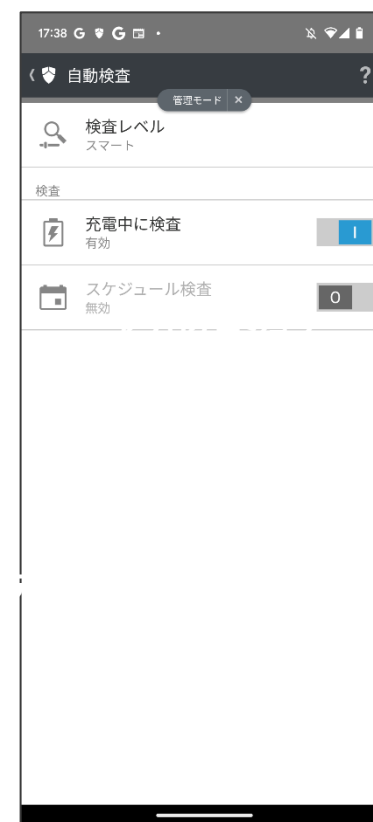 17:38 G G
自動検査 ?
管理モード ×
検査レベル
スマート
検査
充電中に検査
有効
スケジュール検査
無効